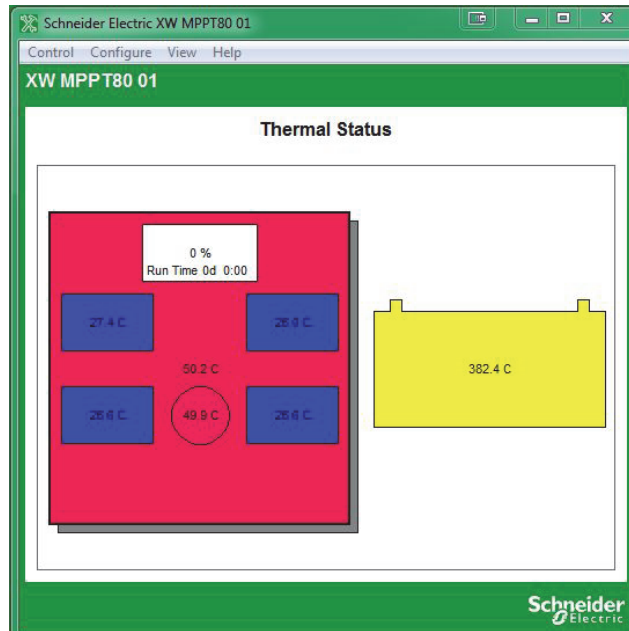 Schneider Electric XW MPPT80 01
Control Configure View Help
XW MPPT80 01
Thermal Status
0 %
Run Time 0d 0:00
27.4 C
50.2 C
49.9 C
382.4 C
Schneider
Electric